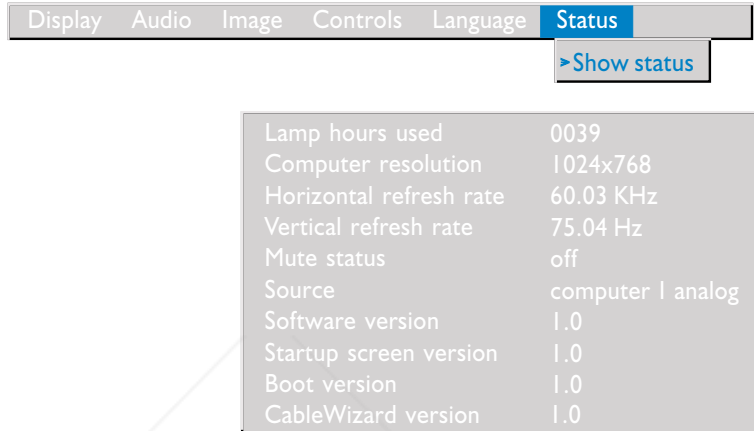 Display Audio Image Controls Language Status
>Show status
Lamp hours used 0039
Computer resolution 1024x768
Horizontal refresh rate 60.03 KHz
Vertical refresh rate 75.04 Hz
Mute status off
Source computer 1 analog
Software version 1.0
Startup screen version 1.0
Boot version 1.0
CableWizard version 1.0